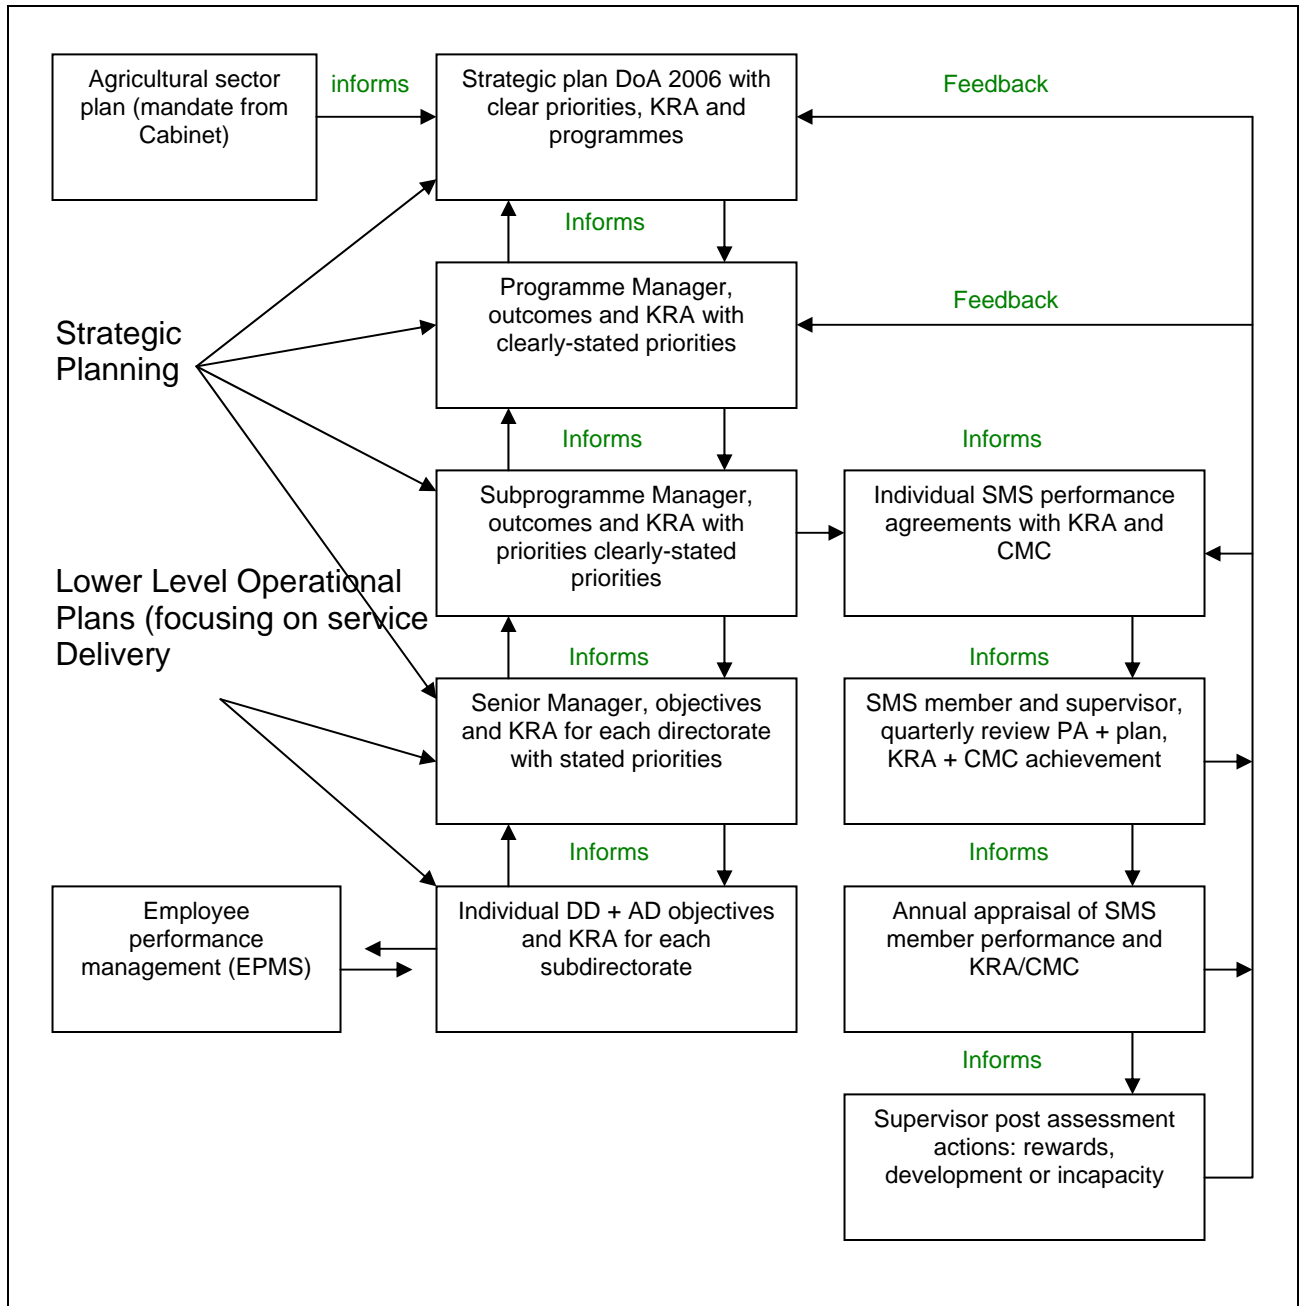 Agricultural sector
plan (mandate from
Cabinet)
informs
Strategic plan DoA 2006 with
clear priorities, KRA and
programmes
Feedback
Informs
Programme Manager,
outcomes and KRA with
clearly-stated priorities
Feedback
Strategic
Planning
Informs
Informs
Subprogramme Manager,
outcomes and KRA with
priorities clearly-stated
priorities
Individual SMS performance
agreements with KRA and
CMC
Lower Level Operational
Plans (focusing on service
Delivery
Informs
Informs
Senior Manager, objectives
and KRA for each directorate
with stated priorities
SMS member and supervisor,
quarterly review PA + plan,
KRA + CMC achievement
Informs
Informs
Employee
performance
management (EPMS)
Individual DD + AD objectives
and KRA for each
subdirectorate
Annual appraisal of SMS
member performance and
KRA/CMC
Informs
Supervisor post assessment
actions: rewards,
development or incapacity